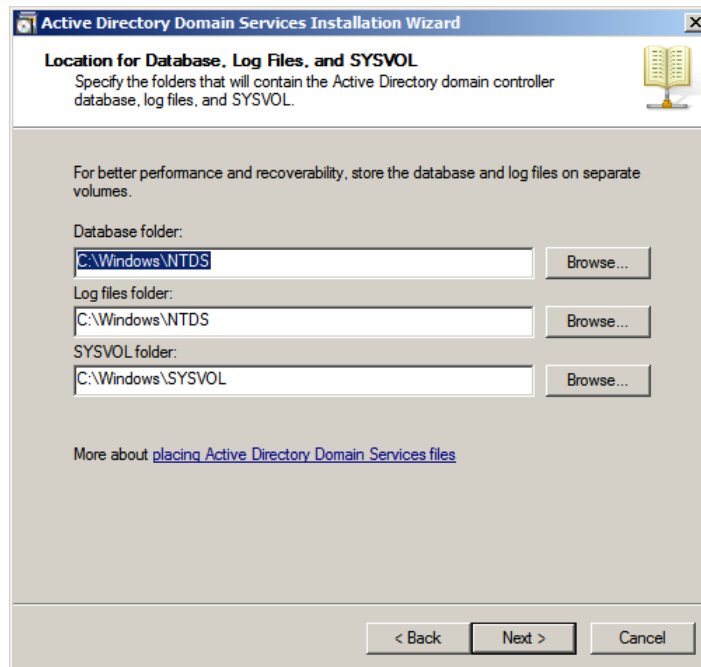 Active Directory Domain Services Installation Wizard
Location for Database, Log Files, and SYSVOL
Specify the folders that will contain the Active Directory domain controller
database, log files, and SYSVOL.
For better performance and recoverability, store the database and log files on separate
volumes.
Database folder:
C:\Windows\NTDS
Browse...
Log files folder:
C:\Windows\NTDS
Browse...
SYSVOL folder:
C:\Windows\SYSVOL
Browse...
More about placing Active Directory Domain Services files
< Back
Next >
Cancel